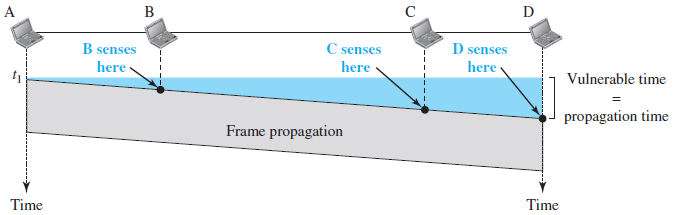 A B C D
B senses
here
C senses
here
D senses
here
t1
Vulnerable time
=
propagation time
Frame propagation
Time
Time